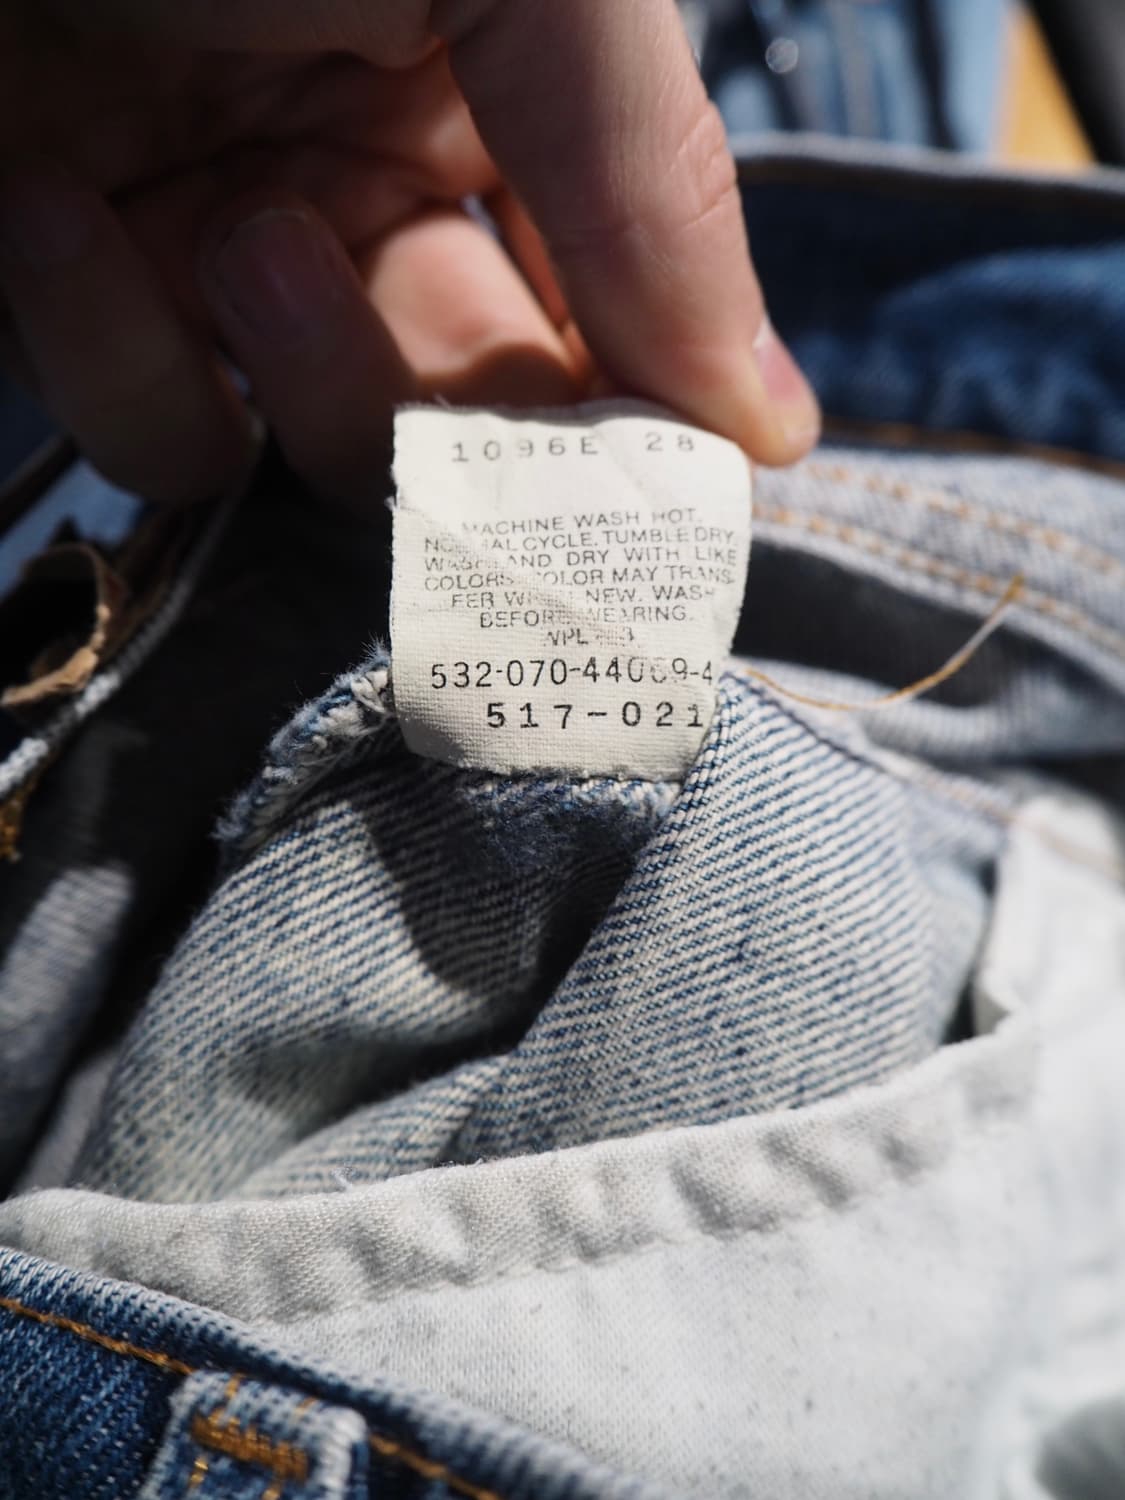 1096E 28
MACHINE WASH HOT.
NORMAL CYCLE. TUMBLE DRY.
WASH AND DRY WITH LIKE
COLORS. COLOR MAY TRANS-
FER WHEN NEW. WASH
BEFORE WEARING.
WPL
532-070-44069-4
517-021